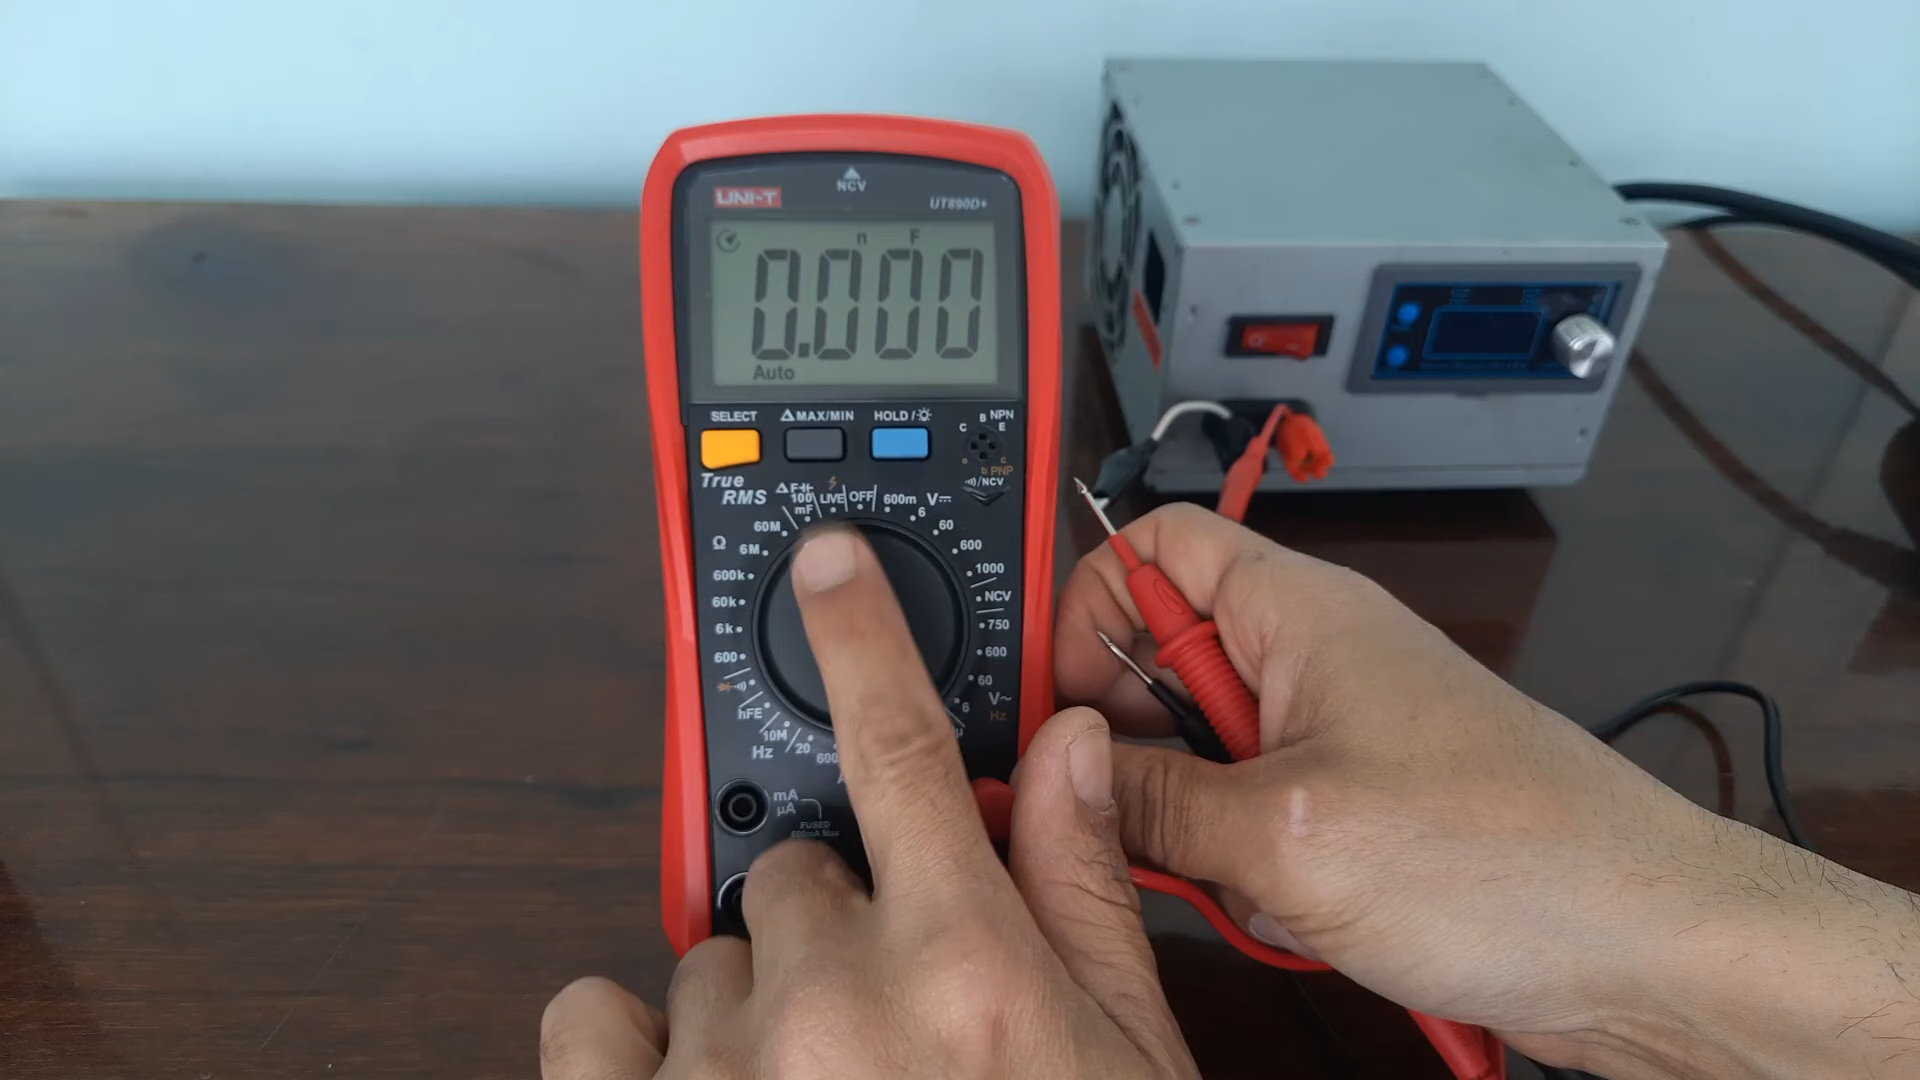 NCV
UNI-T
UT890D+
n F
0.000
Auto
SELECT
Δ MAX/MIN
HOLD /
B NPN
C E
e c
b PNP
/NCV
True
RMS
Δ F
100
mF
LIVE
OFF
600m
V
6
60
600
1000
NCV
750
600
60
6
V~
Hz
60M
Ω
6M
600k
60k
6k
600
hFE
10M
Hz
20
600
mA
µA
FUSED
600mA Max